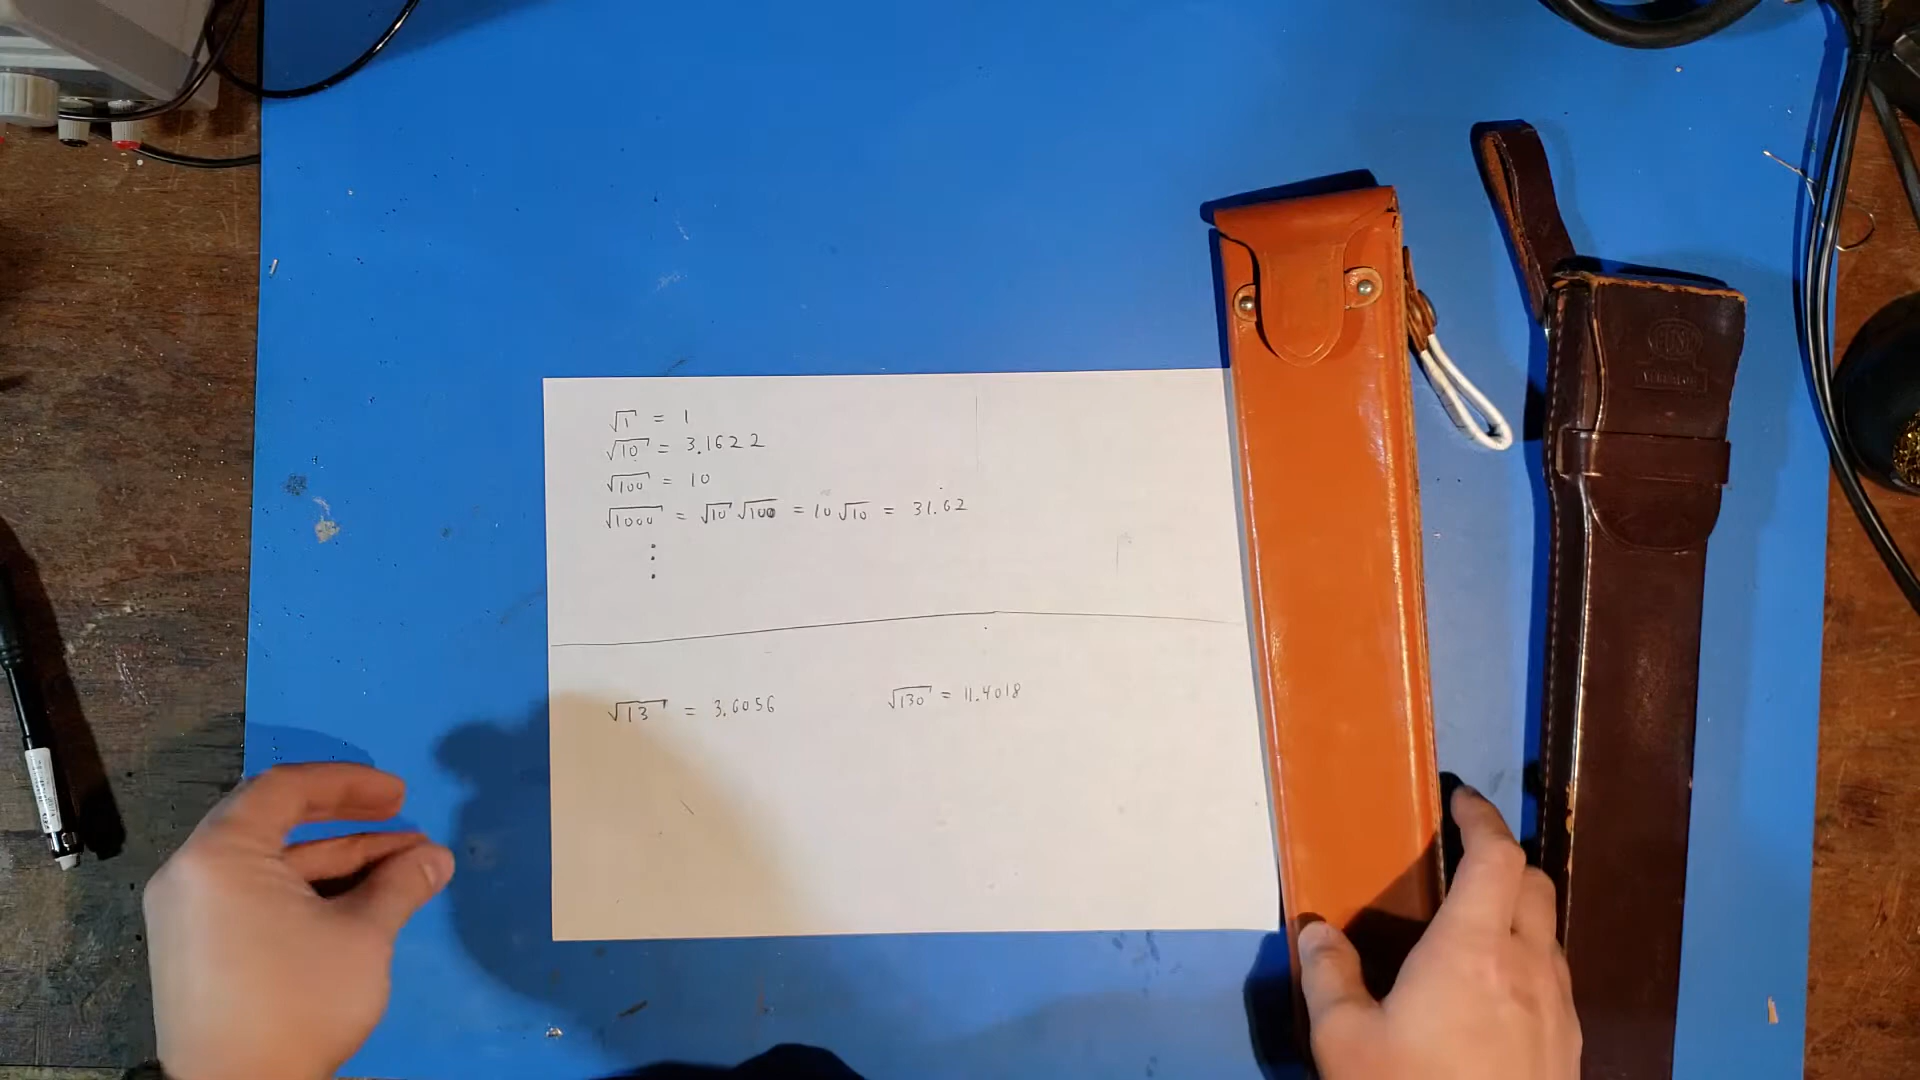 √1 = 1
√10 = 3.1622
√100 = 10
√1000 = √10 √100 = 10 √10 = 31.62
√13 = 3.6056 √130 = 11.4018